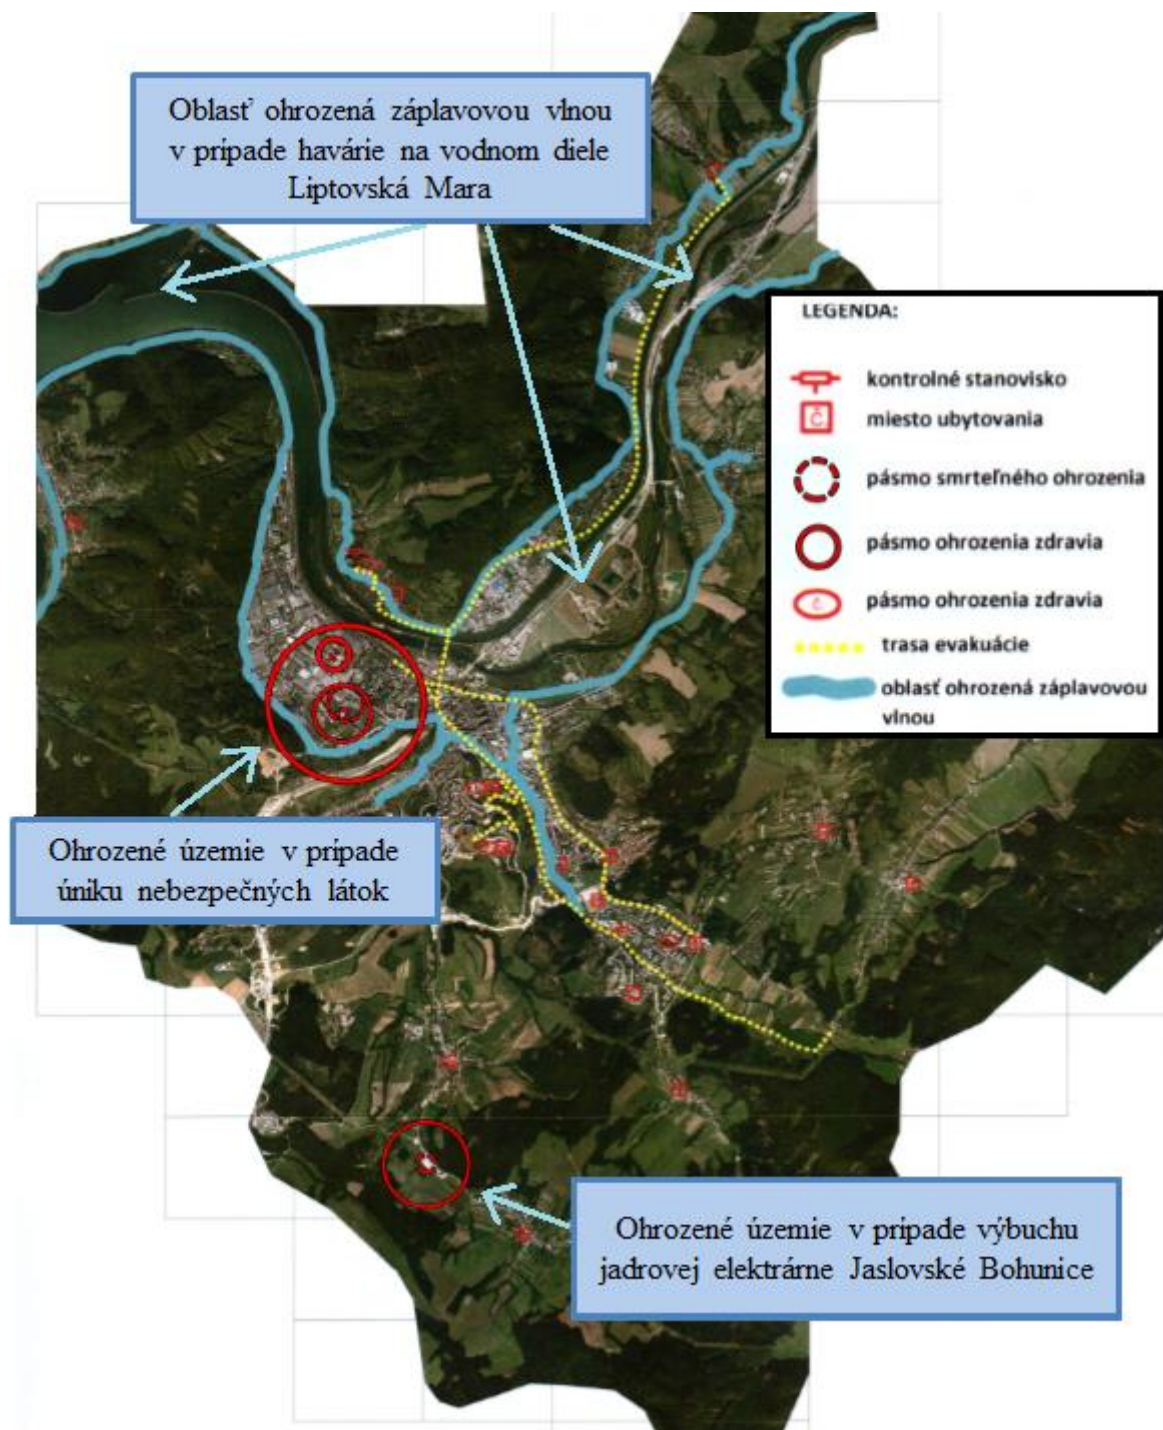 Oblasť ohrozená záplavovou vlnou
v prípade havárie na vodnom diele
Liptovská Mara
LEGENDA:
kontrolné stanovisko
Č
miesto ubytovania
pásmo smrteľného ohrozenia
pásmo ohrozenia zdravia
č
pásmo ohrozenia zdravia
trasa evakuácie
oblasť ohrozená záplavovou
vlnou
Ohrozené územie v prípade
úniku nebezpečných látok
Ohrozené územie v prípade výbuchu
jadrovej elektrárne Jaslovské Bohunice